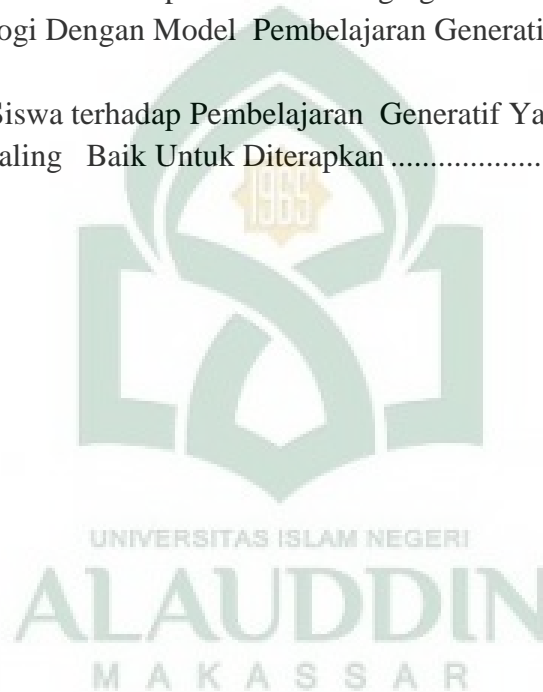 ogi Dengan Model Pembelajaran Generati
Siswa terhadap Pembelajaran Generatif Ya
aling Baik Untuk Diterapkan ....................
1965
UNIVERSITAS ISLAM NEGERI
ALAUDDIN
MAKASSAR